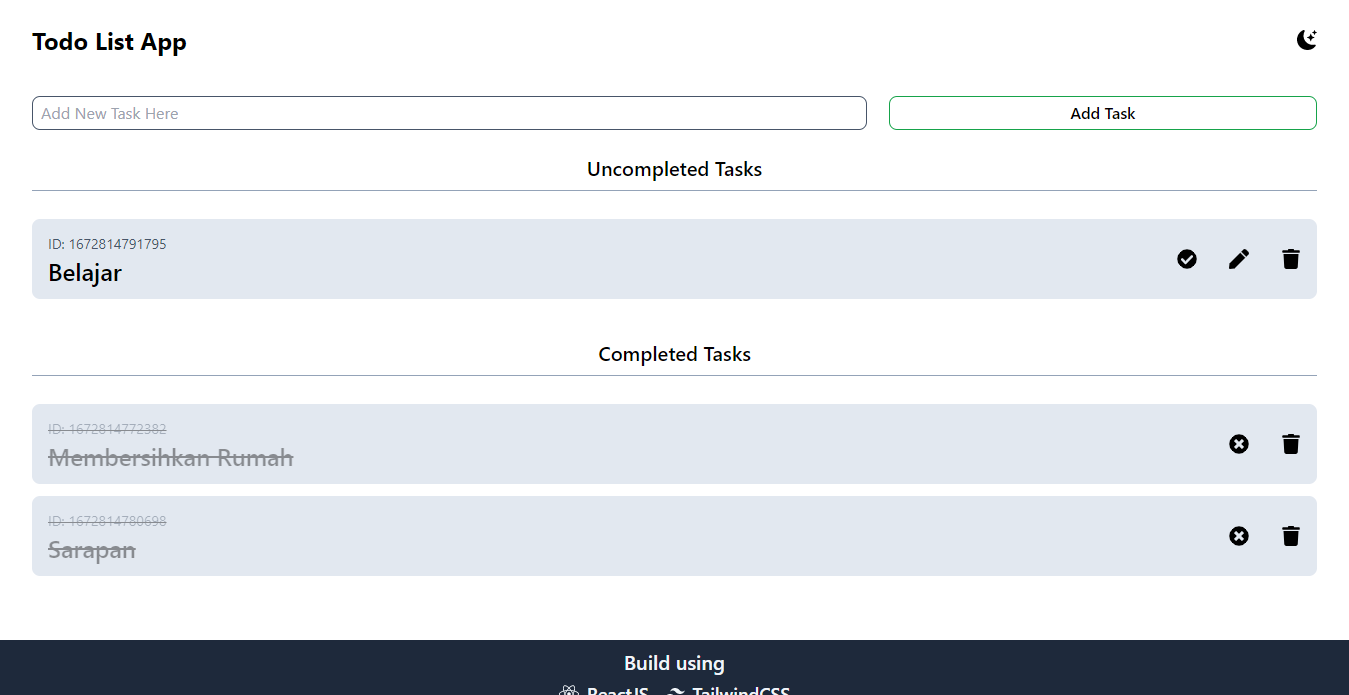 Todo List App
Add New Task Here
Add Task
Uncompleted Tasks
ID: 1672814791795
Belajar
Completed Tasks
ID: 1672814772382
Membersihkan Rumah
ID: 1672814780698
Sarapan
Build using
ReactJS TailwindCSS